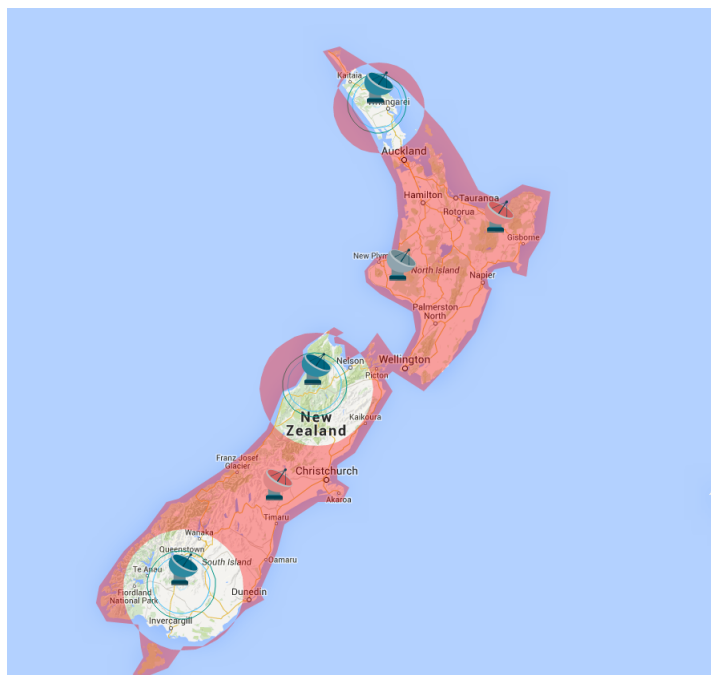 Kaitaia
Whangarei
Auckland
Hamilton
Tauranga
Rotorua
Gisborne
New Plym
North Island
Napier
Palmerston
North
Nelson
Wellington
Picton
New
Zealand
Kaikoura
Franz Josef
Glacier
Christchurch
Akaroa
Timaru
Wanaka
Queenstown
South Island
Oamaru
Te Anau
Fiordland
National Park
Dunedin
Invercargill